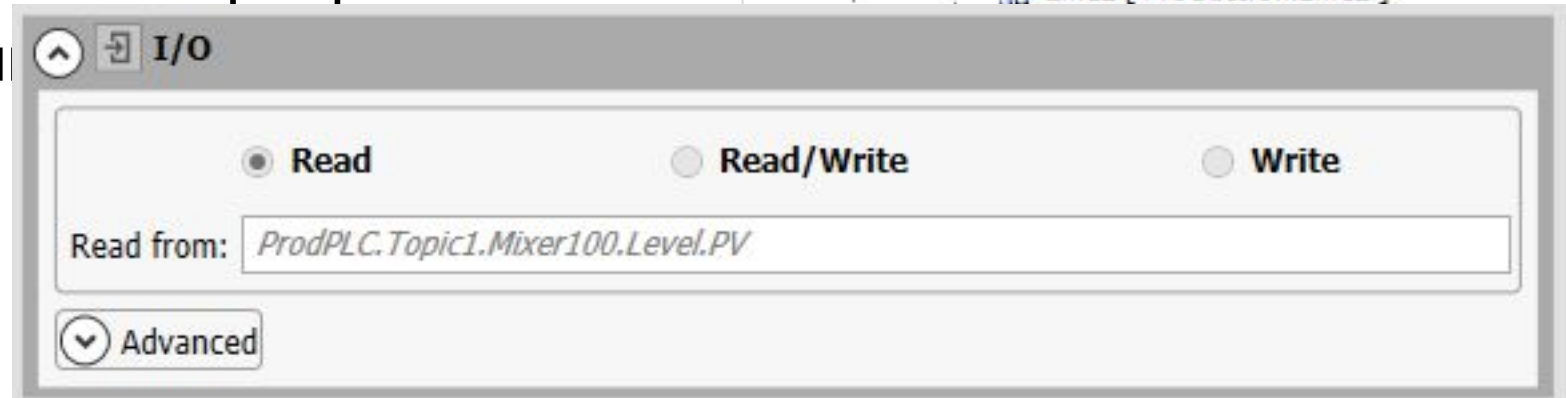 I/O
Read Read/Write Write
Read from: ProdPLC.Topic1.Mixer100.Level.PV
Advanced